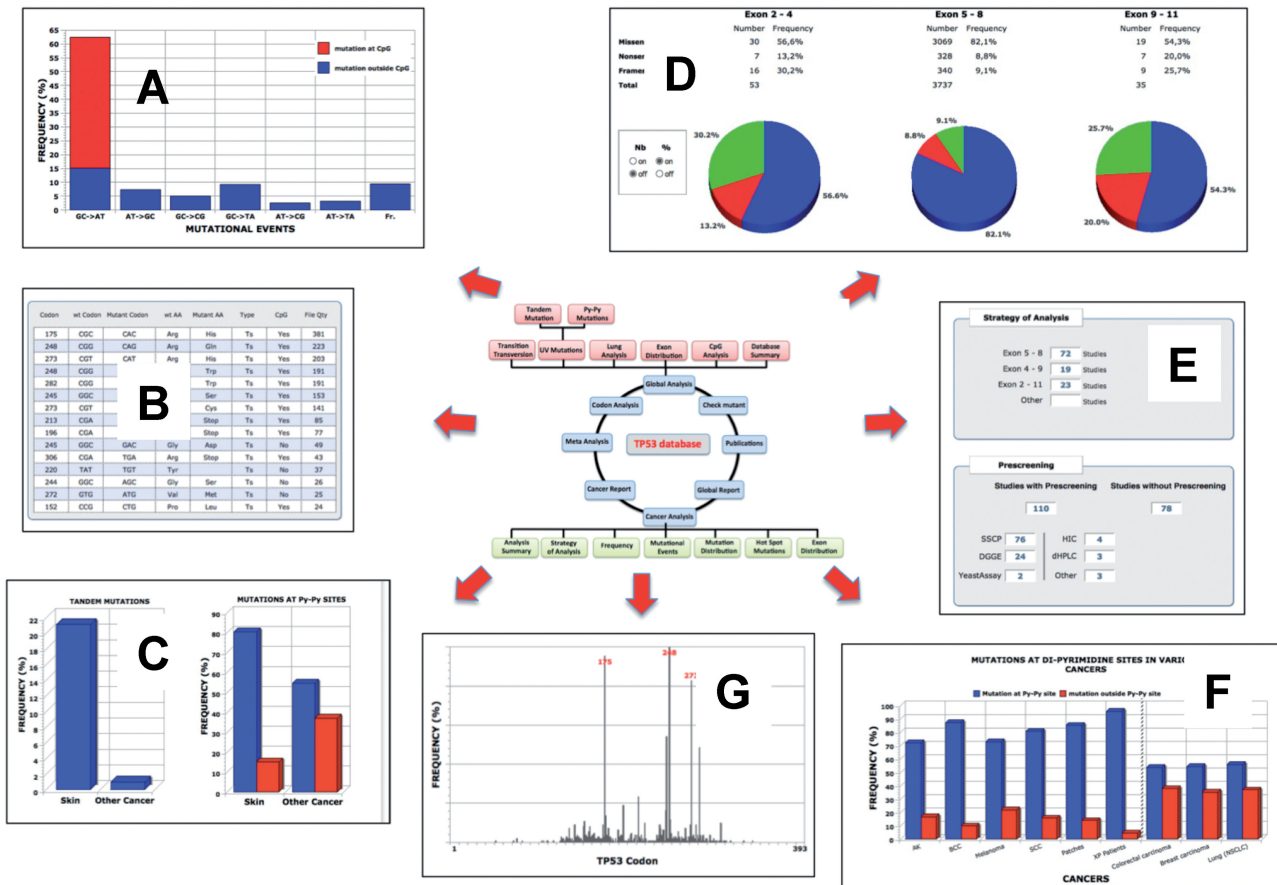 A
65
60
55
50
45
40
35
30
25
20
15
10
5
0
FREQUENCY (%)
mutation at CpG
mutation outside CpG
GC->AT AT->GC GC->CG GC->TA AT->CG AT->TA Fr.
MUTATIONAL EVENTS
D
Exon 2 - 4 Exon 5 - 8 Exon 9 - 11
Number Frequency Number Frequency Number Frequency
Missen 30 56,6% 3069 82,1% 19 54,3%
Nonser 7 13,2% 328 8,8% 7 20,0%
Frames 16 30,2% 340 9,1% 9 25,7%
Total 53 3737 35
Nb %
on on
off off
30.2%
13.2%
56.6%
9.1%
8.8%
82.1%
25.7%
20.0%
54.3%
B
Codon wt Codon Mutant Codon wt AA Mutant AA Type CpG File Qty
175 CGC CAC Arg His Ts Yes 381
248 CGG CAG Arg Gln Ts Yes 223
273 CGT CAT Arg His Ts Yes 203
248 CGG Trp Ts Yes 191
282 CGG Trp Ts Yes 191
245 GGC Ser Ts Yes 153
273 CGT Cys Ts Yes 141
213 CGA Stop Ts Yes 85
196 CGA Stop Ts Yes 77
245 GGC GAC Gly Asp Ts No 49
306 CGA TGA Arg Stop Ts Yes 43
220 TAT TGT Tyr Ts No 37
244 GGC AGC Gly Ser Ts No 26
272 GTG ATG Val Met Ts No 25
152 CCG CTG Pro Leu Ts Yes 24
Tandem Mutation
Py-Py Mutations
Transition Transversion
UV Mutations
Lung Analysis
Exon Distribution
CpG Analysis
Database Summary
Global Analysis
Codon Analysis
Check mutant
Meta Analysis
TP53 database
Publications
Cancer Report
Global Report
Cancer Analysis
Analysis Summary
Strategy of Analysis
Frequency
Mutational Events
Mutation Distribution
Hot Spot Mutations
Exon Distribution
E
Strategy of Analysis
Exon 5 - 8 72 Studies
Exon 4 - 9 19 Studies
Exon 2 - 11 23 Studies
Other Studies
Prescreening
Studies with Prescreening Studies without Prescreening
110 78
SSCP 76 HIC 4
DGGE 24 dHPLC 3
YeastAssay 2 Other 3
C
TANDEM MUTATIONS
22
20
18
16
14
12
10
8
6
4
2
0
FREQUENCY (%)
Skin Other Cancer
MUTATIONS AT Py-Py SITES
90
80
70
60
50
40
30
20
10
0
FREQUENCY (%)
Skin Other Cancer
G
175
248
FREQUENCY (%)
1 393
TP53 Codon
F
MUTATIONS AT DI-PYRIMIDINE SITES IN
CANCERS
Mutation at Py-Py site mutation outside Py-Py site
100
90
80
70
60
50
40
30
20
10
0
FREQUENCY (%)
AK BCC Melanoma SCC Patches XP Patients Colorectal carcinoma Breast carcinoma Lung (NSCLC)
CANCERS